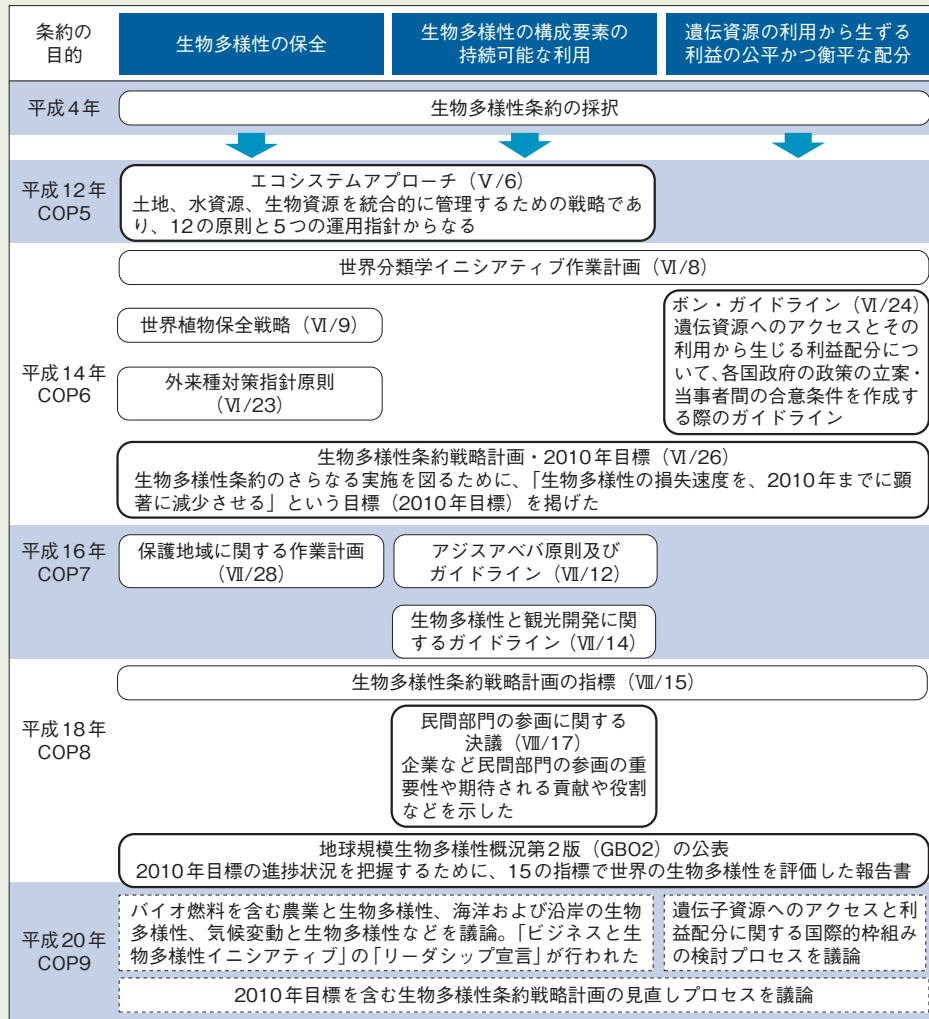 条約の
目的
生物多様性の保全
生物多様性の構成要素の
持続可能な利用
遺伝資源の利用から生ずる
利益の公平かつ衡平な配分
平成4年
生物多様性条約の採択
平成12年
COP5
エコシステムアプローチ（Ⅴ/6）
土地、水資源、生物資源を統合的に管理するための戦略であ
り、12の原則と5つの運用指針からなる
平成14年
COP6
世界分類学イニシアティブ作業計画（Ⅵ/8）
世界植物保全戦略（Ⅵ/9）
外来種対策指針原則
（Ⅵ/23）
ボン・ガイドライン（Ⅵ/24）
遺伝資源へのアクセスとその
利用から生じる利益配分につ
いて、各国政府の政策の立案・
当事者間の合意条件を作成す
る際のガイドライン
生物多様性条約戦略計画・2010年目標（Ⅵ/26）
生物多様性条約のさらなる実施を図るために、「生物多様性の損失速度を、2010年までに顕
著に減少させる」という目標（2010年目標）を掲げた
平成16年
COP7
保護地域に関する作業計画
（Ⅶ/28）
アジスアベバ原則及び
ガイドライン（Ⅶ/12）
生物多様性と観光開発に関
するガイドライン（Ⅶ/14）
平成18年
COP8
生物多様性条約戦略計画の指標（Ⅷ/15）
民間部門の参画に関する
決議（Ⅷ/17）
企業など民間部門の参画の重
要性や期待される貢献や役割
などを示した
地球規模生物多様性概況第2版（GBO2）の公表
2010年目標の進捗状況を把握するために、15の指標で世界の生物多様性を評価した報告書
平成20年
COP9
バイオ燃料を含む農業と生物多様性、海洋および沿岸の生物
多様性、気候変動と生物多様性などを議論。「ビジネスと生
物多様性イニシアティブ」の「リーダシップ宣言」が行われた
遺伝子資源へのアクセスと利
益配分に関する国際的枠組み
の検討プロセスを議論
2010年目標を含む生物多様性条約戦略計画の見直しプロセスを議論